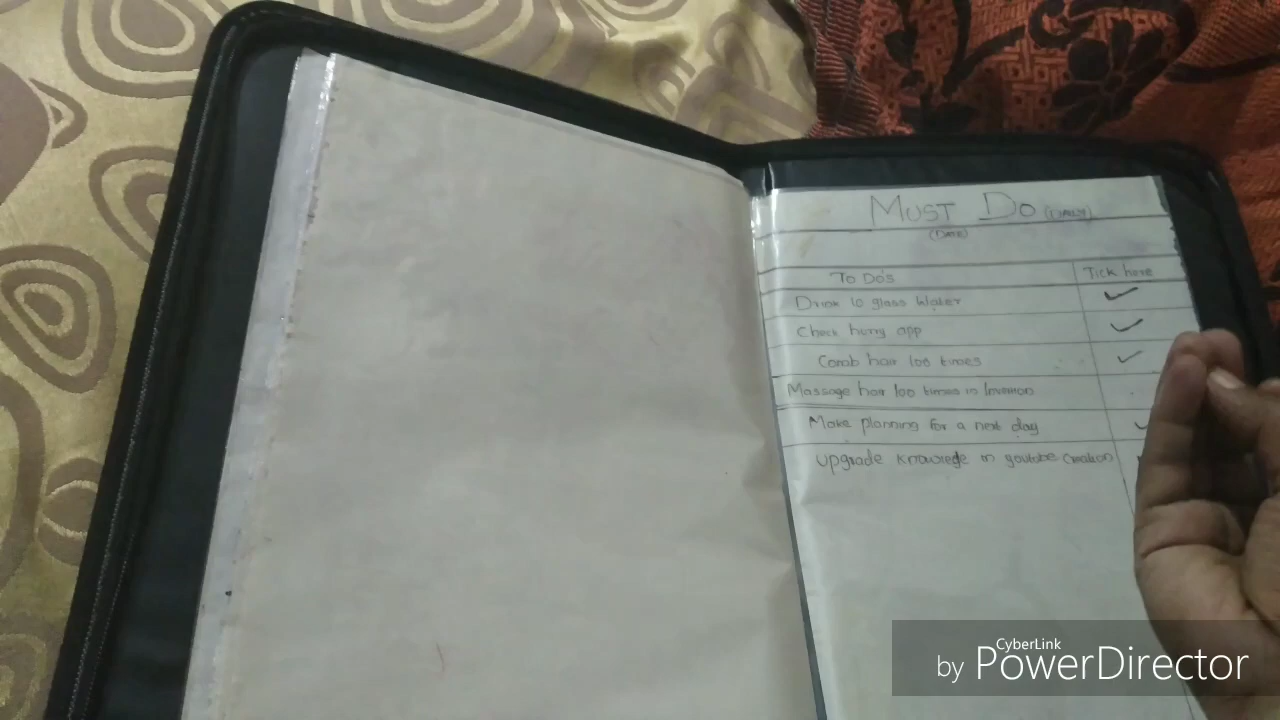 MUST DO (DAILY)
(DATE)
TO DO'S Tick here
Drink 10 glass water ✓
Check hung app ✓
Comb hair 100 times ✓
Massage hair 100 times in
Make planning for a next day ✓
Upgrade knowledge in youtube creation
CyberLink
by PowerDirector